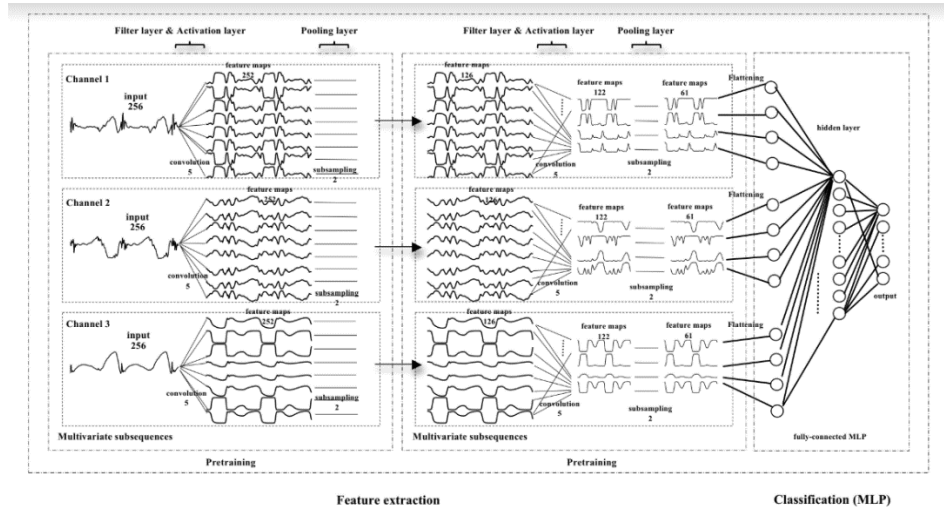 Filter layer & Activation layer
Pooling layer
Filter layer & Activation layer
Pooling layer
Channel 1
input
256
feature maps
252
convolution
5
subsampling
2
feature maps
126
convolution
5
feature maps
122
feature maps
61
subsampling
2
Flattening
Channel 2
input
256
feature maps
252
convolution
5
subsampling
2
feature maps
126
convolution
5
feature maps
122
feature maps
61
subsampling
2
Flattening
Channel 3
input
256
feature maps
252
convolution
5
subsampling
2
feature maps
126
convolution
5
feature maps
122
feature maps
61
subsampling
2
Flattening
hidden layer
output
fully-connected MLP
Multivariate subsequences
Multivariate subsequences
Pretraining
Pretraining
Feature extraction
Classification (MLP)